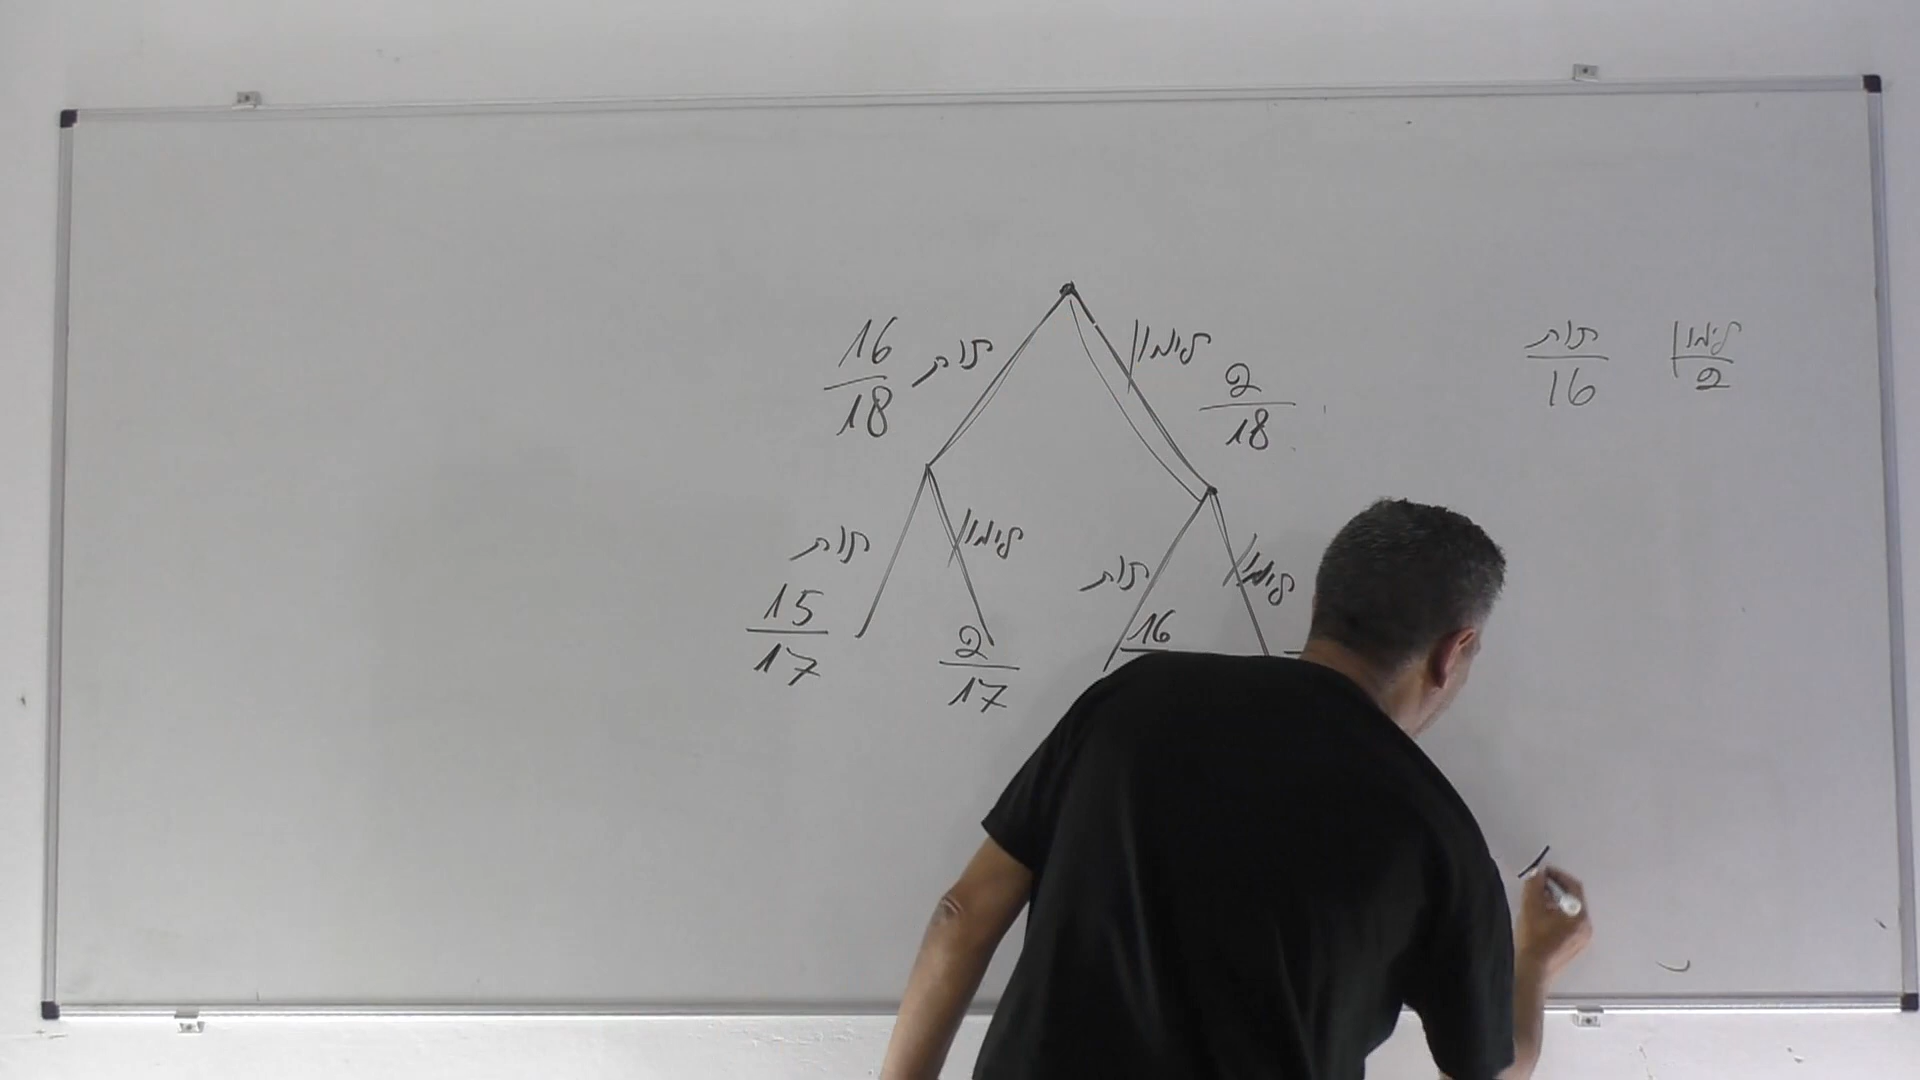 תות לימון
16 2
16/18 תות לימון 2/18
תות לימון תות לימון
15/17 2/17 16